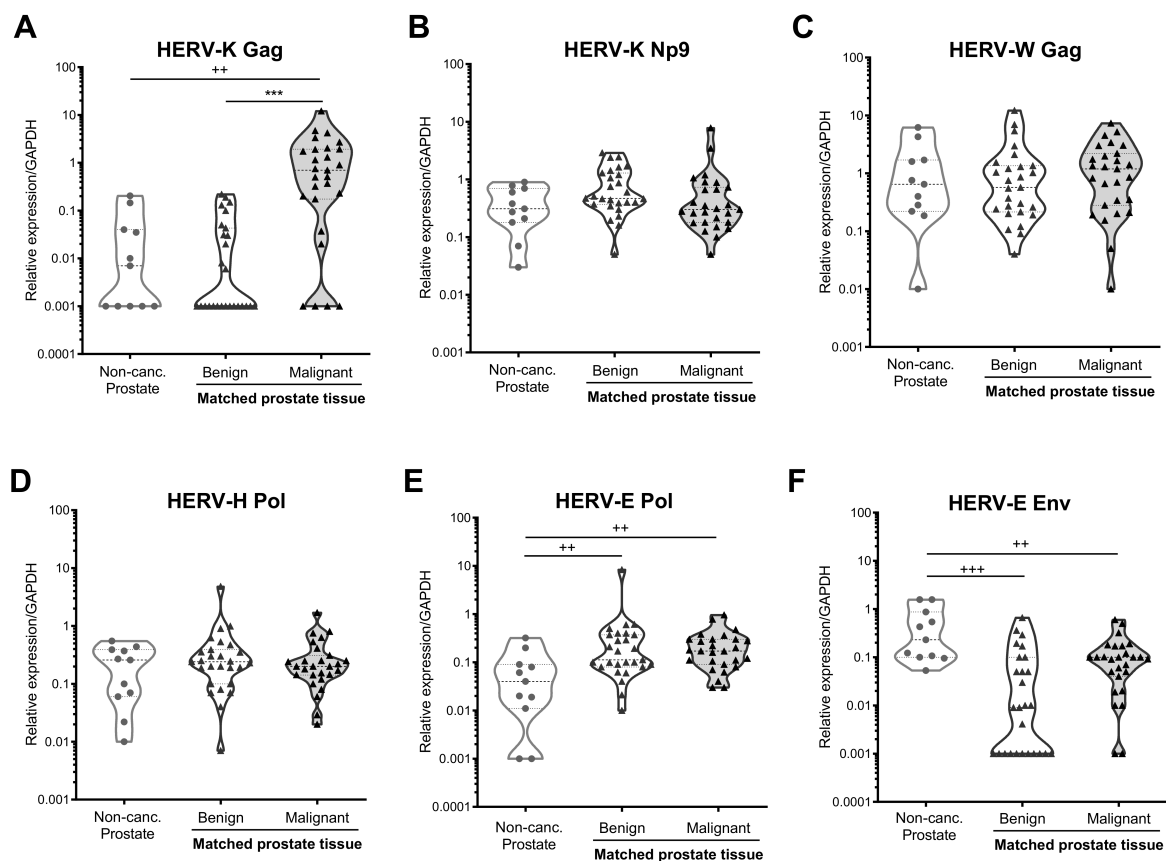 A
HERV-K Gag
Relative expression/GAPDH
100
10
1
0.1
0.01
0.001
0.0001
++
***
Non-canc.
Prostate
Benign
Malignant
Matched prostate tissue
B
HERV-K Np9
Relative expression/GAPDH
100
10
1
0.1
0.01
0.001
Non-canc.
Prostate
Benign
Malignant
Matched prostate tissue
C
HERV-W Gag
Relative expression/GAPDH
100
10
1
0.1
0.01
0.001
Non-canc.
Prostate
Benign
Malignant
Matched prostate tissue
D
HERV-H Pol
Relative expression/GAPDH
100
10
1
0.1
0.01
0.001
Non-canc.
Prostate
Benign
Malignant
Matched prostate tissue
E
HERV-E Pol
Relative expression/GAPDH
100
10
1
0.1
0.01
0.001
0.0001
++
++
Non-canc.
Prostate
Benign
Malignant
Matched prostate tissue
F
HERV-E Env
Relative expression/GAPDH
100
10
1
0.1
0.01
0.001
0.0001
++
+++
Non-canc.
Prostate
Benign
Malignant
Matched prostate tissue